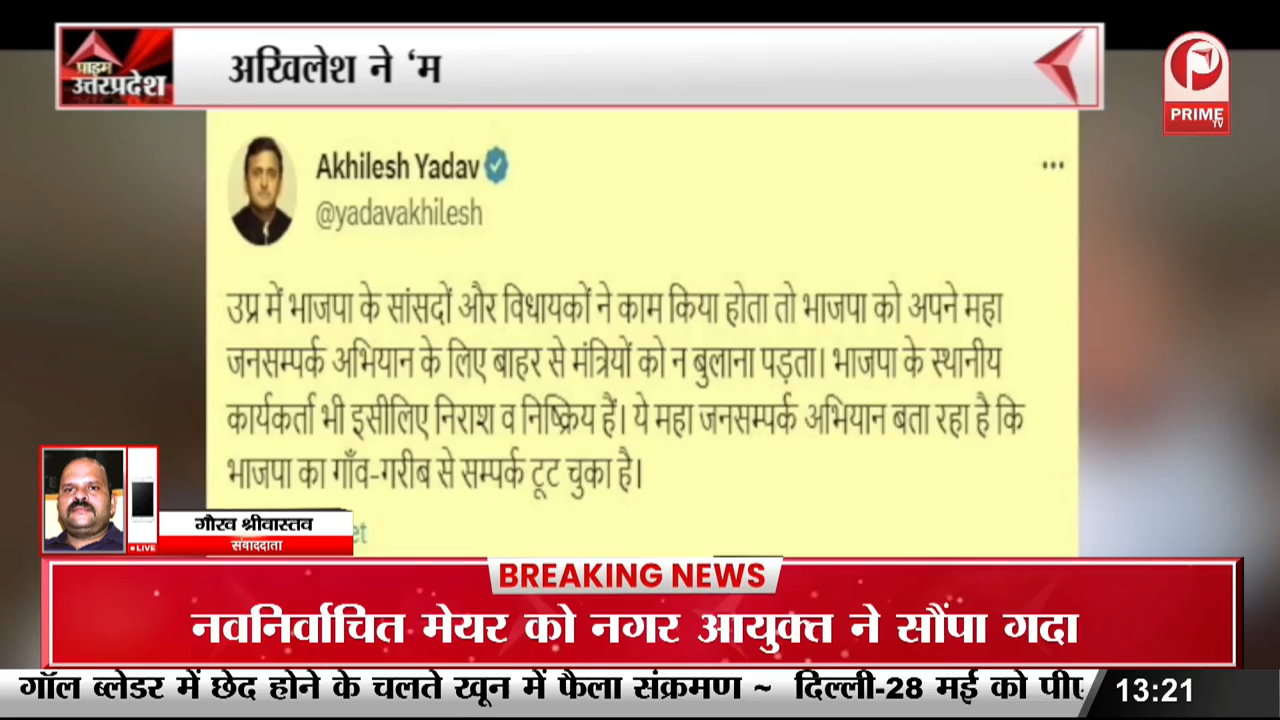 प्राइम
उत्तरप्रदेश
अखिलेश ने ‘म
PRIME
TV
Akhilesh Yadav
@yadavakhilesh
उप्र में भाजपा के सांसदों और विधायकों ने काम किया होता तो भाजपा को अपने महा
जनसम्पर्क अभियान के लिए बाहर से मंत्रियों को न बुलाना पड़ता। भाजपा के स्थानीय
कार्यकर्ता भी इसीलिए निराश व निष्क्रिय हैं। ये महा जनसम्पर्क अभियान बता रहा है कि
भाजपा का गाँव-गरीब से सम्पर्क टूट चुका है।
et
LIVE
गौरव श्रीवास्तव
संवाददाता
BREAKING NEWS
नवनिर्वाचित मेयर को नगर आयुक्त ने सौंपा गदा
गॉल ब्लेडर में छेद होने के चलते खून में फैला संक्रमण ~ दिल्ली-28 मई को पीए
13:21